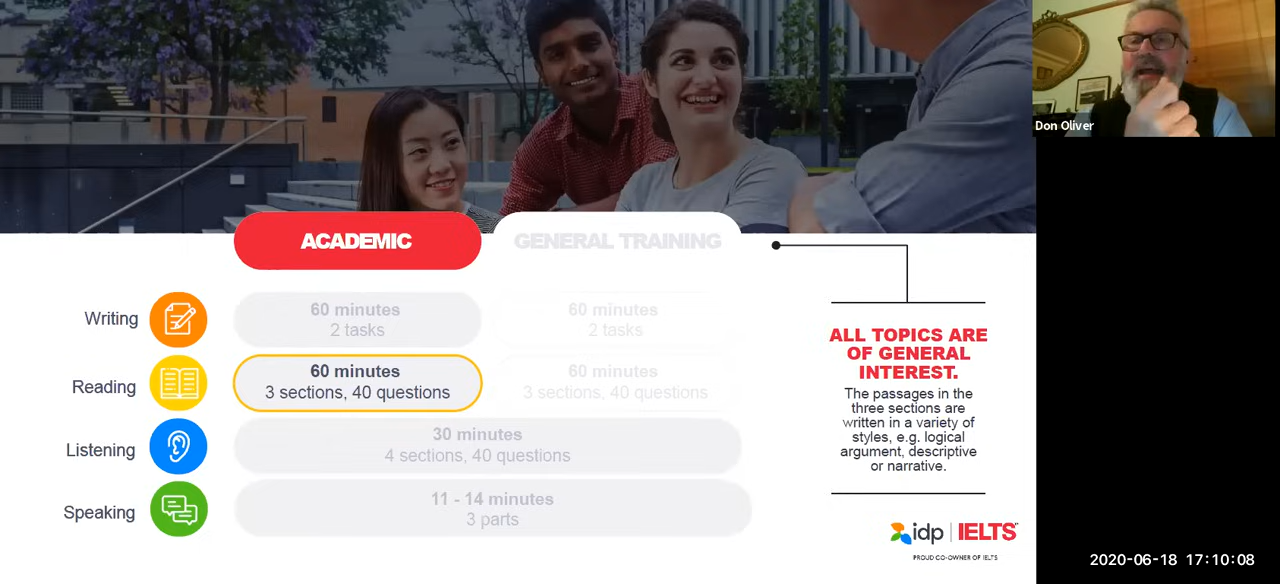 Don Oliver
ACADEMIC
GENERAL TRAINING
Writing
60 minutes
2 tasks
60 minutes
2 tasks
Reading
60 minutes
3 sections, 40 questions
60 minutes
3 sections, 40 questions
Listening
30 minutes
4 sections, 40 questions
Speaking
11 - 14 minutes
3 parts
ALL TOPICS ARE
OF GENERAL
INTEREST.
The passages in the
three sections are
written in a variety of
styles, e.g. logical
argument, descriptive
or narrative.
idp | IELTS™
PROUD CO-OWNER OF IELTS
2020-06-18 17:10:08